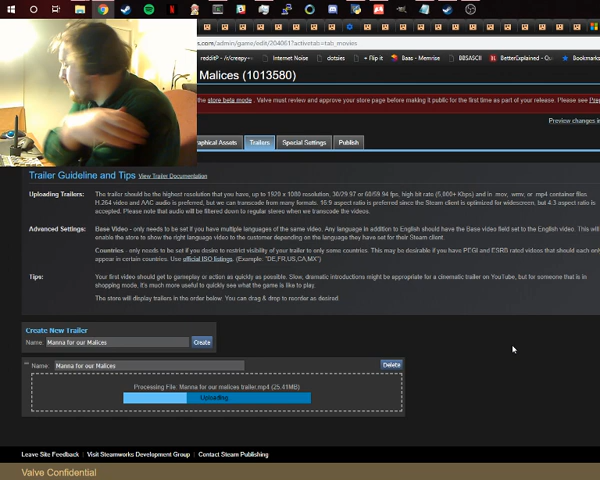 s.com/admin/game/edit/204061?activetab=tab_movies
redditP - /r/creepy+
Internet Noise
dotsies
+ Flip it
Baas - Memrise
BBSASCII
BetterExplained - Ou
Bookmarks
Malices (1013580)
the store beta mode. Valve must review and approve your store page before making it public for the first time as part of your release. Please see Prep
Preview changes in
raphical Assets
Trailers
Special Settings
Publish
Trailer Guideline and Tips View Trailer Documentation
Uploading Trailers: The trailer should be the highest resolution that you have, up to 1920 x 1080 resolution, 30/29.97 or 60/59.94 fps, high bit rate (5,000+ Kbps) and in .mov, .wmv, or .mp4 container files.
H.264 video and AAC audio is preferred, but we can transcode from many formats. 16:9 aspect ratio is preferred since the Steam client is optimized for widescreen, but 4:3 aspect ratio is
accepted. Please note that audio will be filtered down to regular stereo when we transcode the videos.
Advanced Settings: Base Video - only needs to be set if you have multiple languages of the same video. Any language in addition to English should have the Base video field set to the English video. This will
enable the store to show the right language video to the customer depending on the language they have set for their Steam client.
Countries - only need to be set if you desire to restrict visibility of your trailer to only some countries. This may be desirable if you have PEGI and ESRB rated videos that should each only
appear in certain countries. Use official ISO listings. (Example: "DE,FR,US,CA,MX")
Tips: Your first video should get to gameplay or action as quickly as possible. Slow, dramatic introductions might be appropriate for a cinematic trailer on YouTube, but for someone that is in
shopping mode, it's much more useful to quickly see what the game is like to play.
The store will display trailers in the order below. You can drag & drop to reorder as desired
Create New Trailer
Name: Manna for our Malices Create
Name: Manna for our Malices Delete
Processing File: Manna for our malices trailer.mp4 (25.41MB)
Uploading
Leave Site Feedback | Visit Steamworks Development Group | Contact Steam Publishing
Valve Confidential